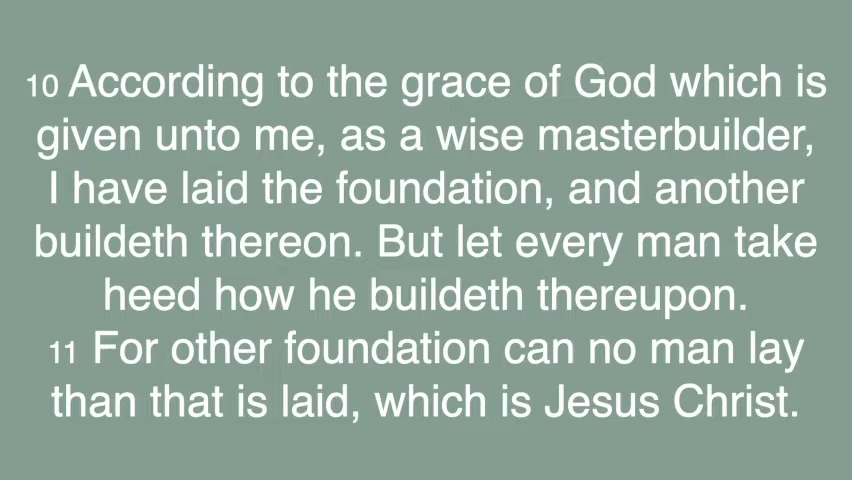 10 According to the grace of God which is
given unto me, as a wise masterbuilder,
I have laid the foundation, and another
buildeth thereon. But let every man take
heed how he buildeth thereupon.
11 For other foundation can no man lay
than that is laid, which is Jesus Christ.